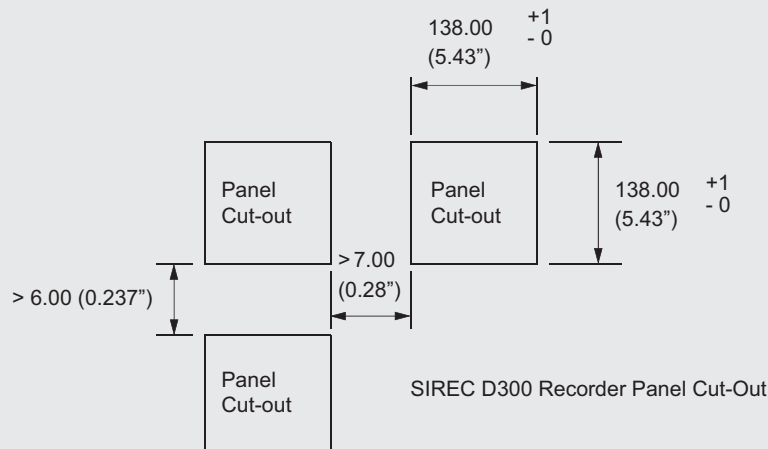 138.00 +1
- 0
(5.43”)
Panel
Cut-out
Panel
Cut-out
138.00 +1
- 0
(5.43”)
>7.00
(0.28”)
> 6.00 (0.237”)
Panel
Cut-out
SIREC D300 Recorder Panel Cut-Out